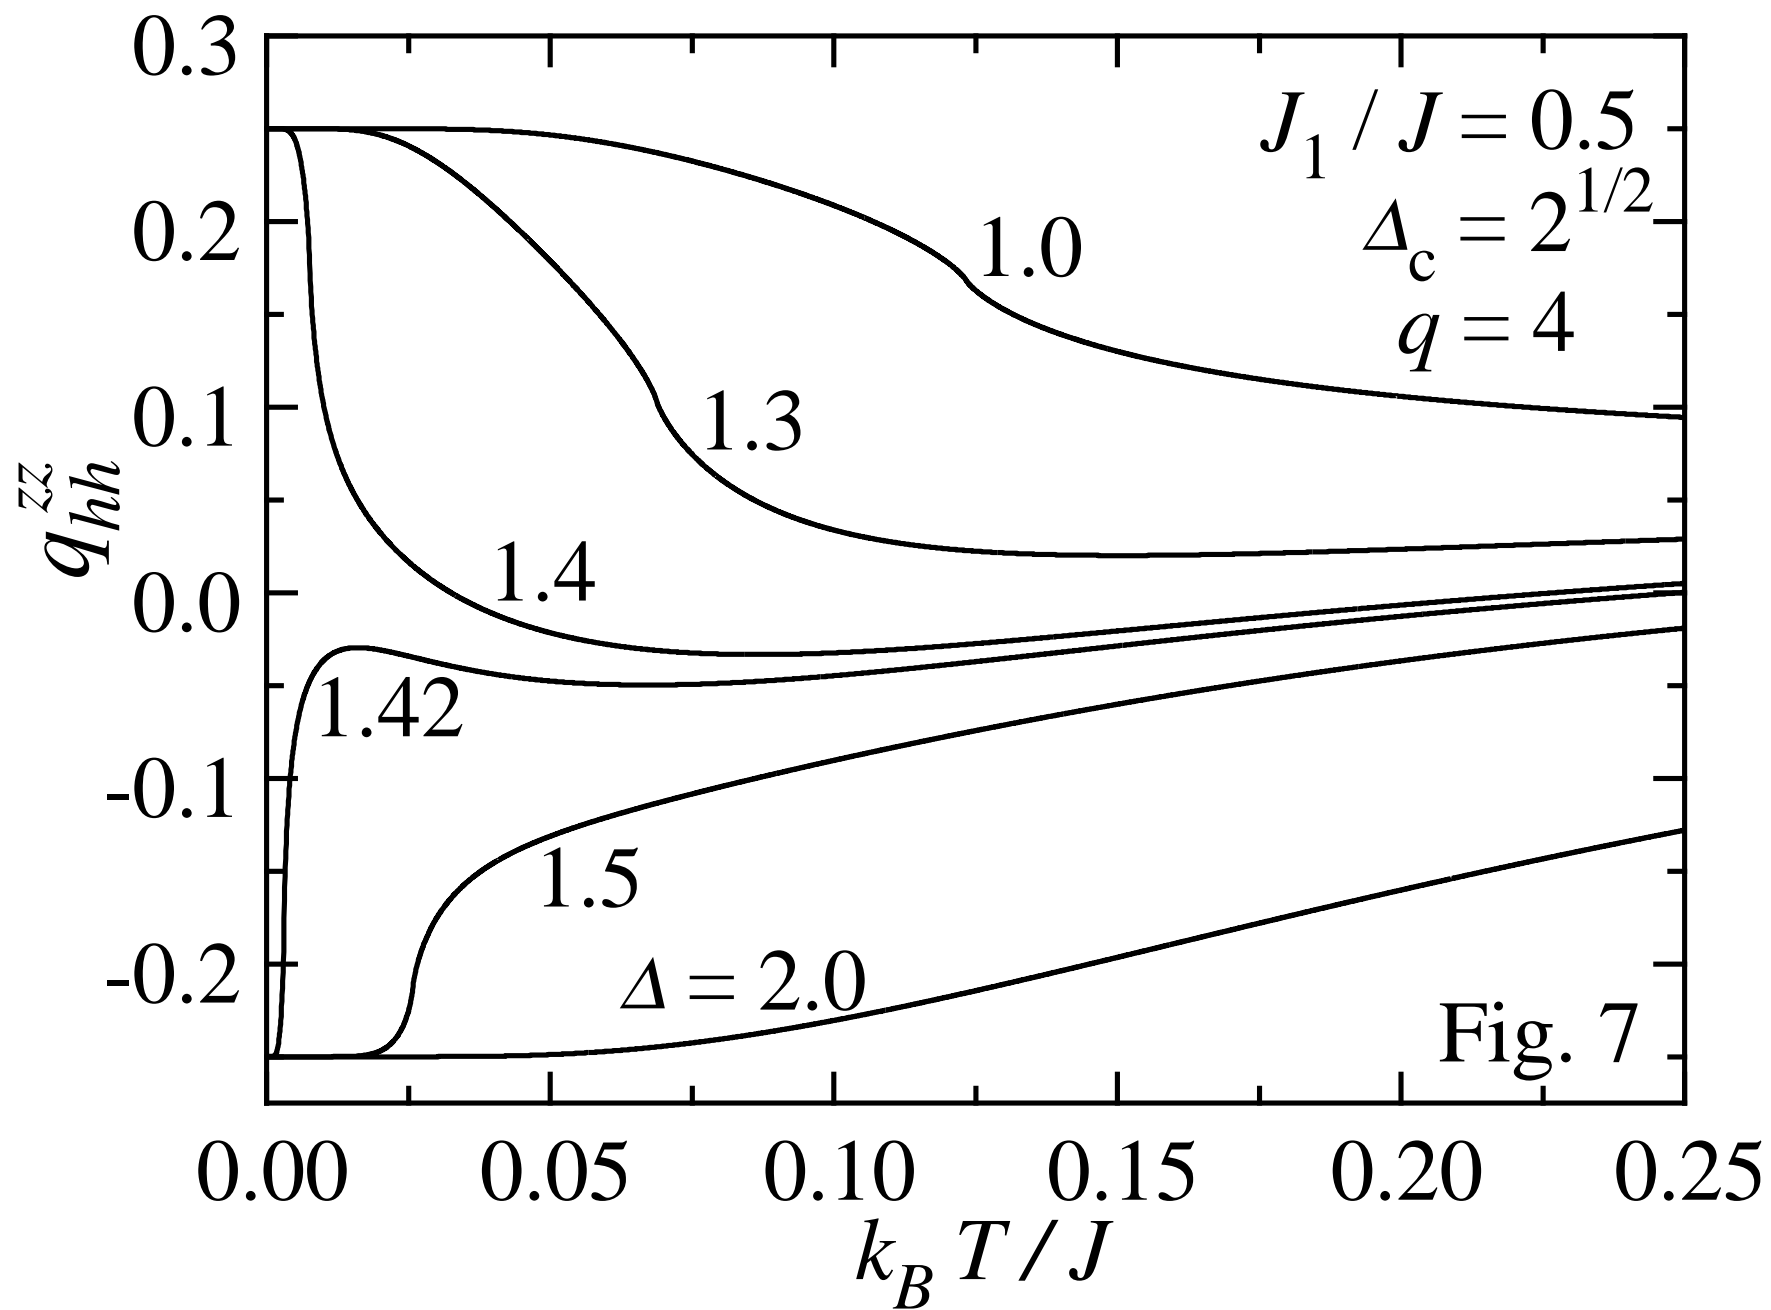 0.3
0.2
0.1
0.0
-0.1
-0.2
q_hh^zz
J_1 / J = 0.5
Δ_c = 2^1/2
q = 4
1.0
1.3
1.4
1.42
1.5
Δ = 2.0
Fig. 7
0.00 0.05 0.10 0.15 0.20 0.25
k_B T / J